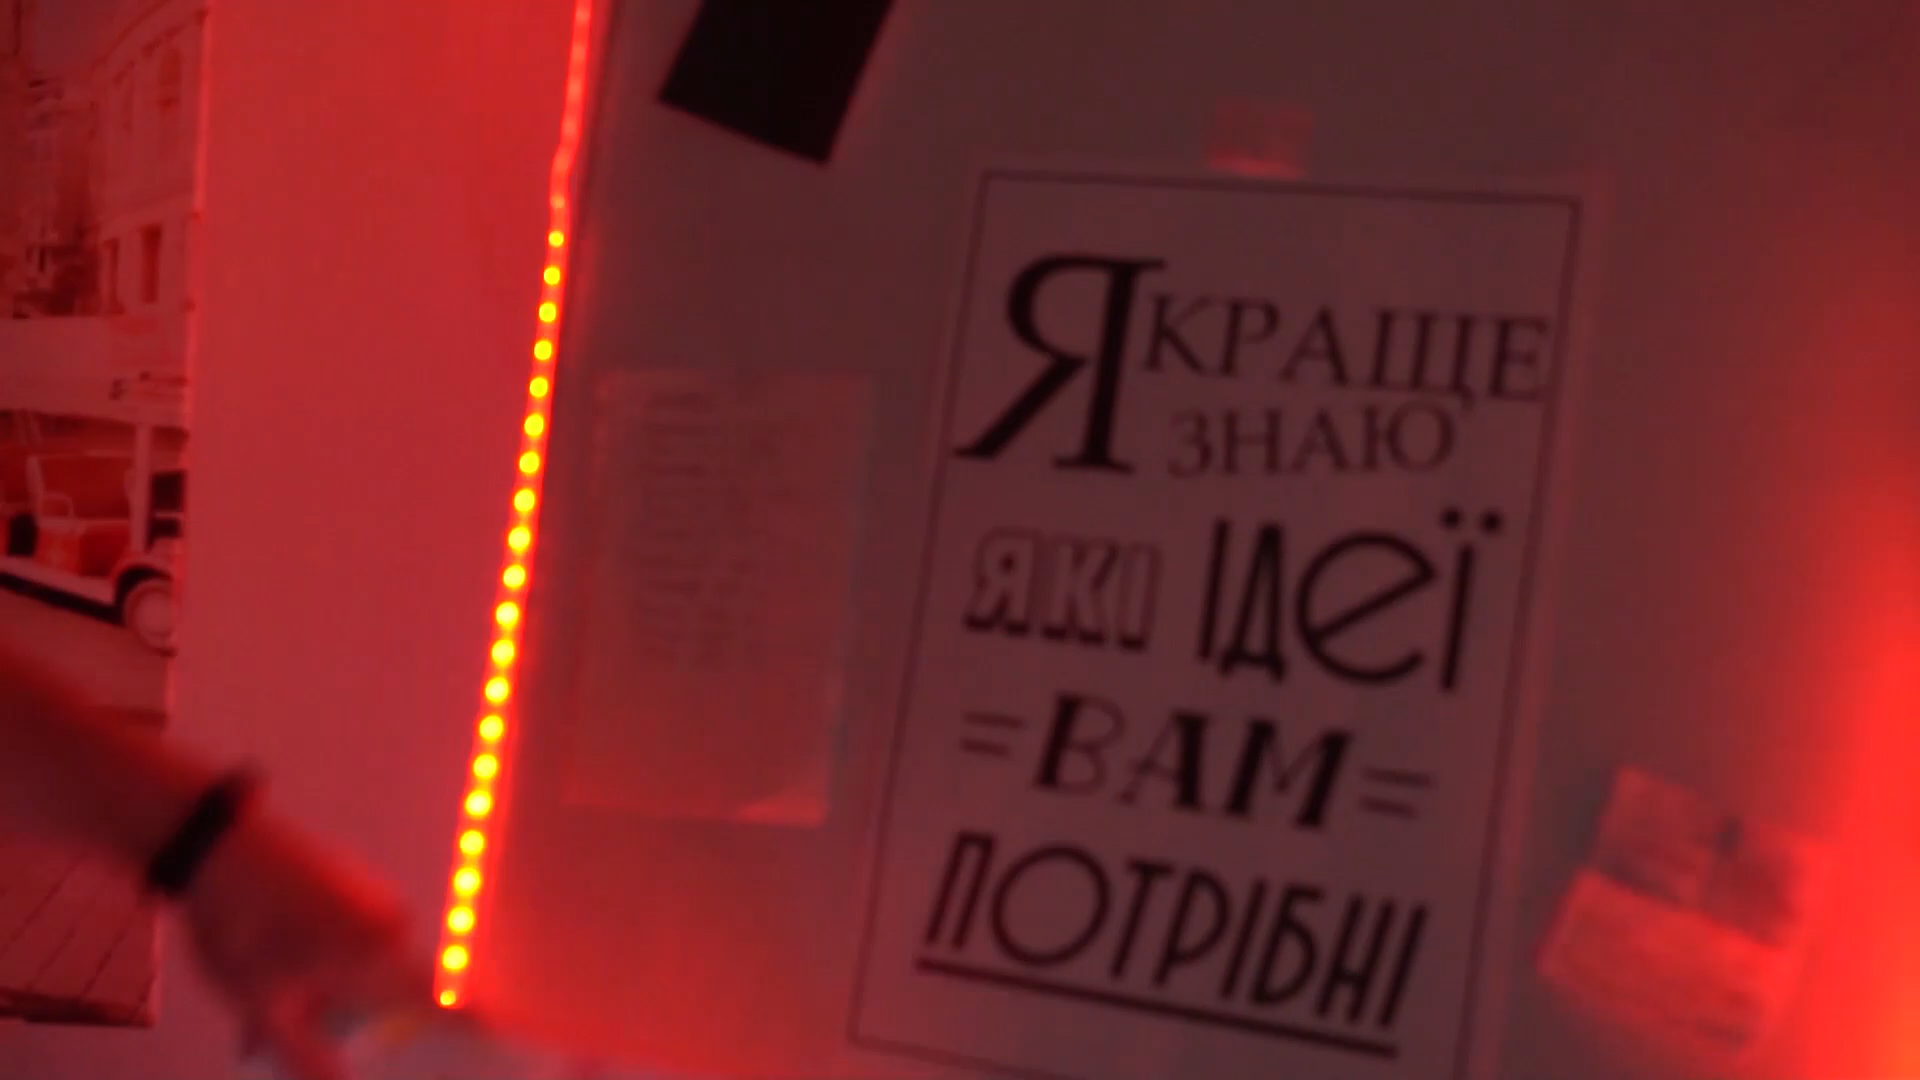 Я КРАЩЕ
ЗНАЮ
ЯКІ ІДЕЇ
=ВАМ=
ПОТРІБНІ